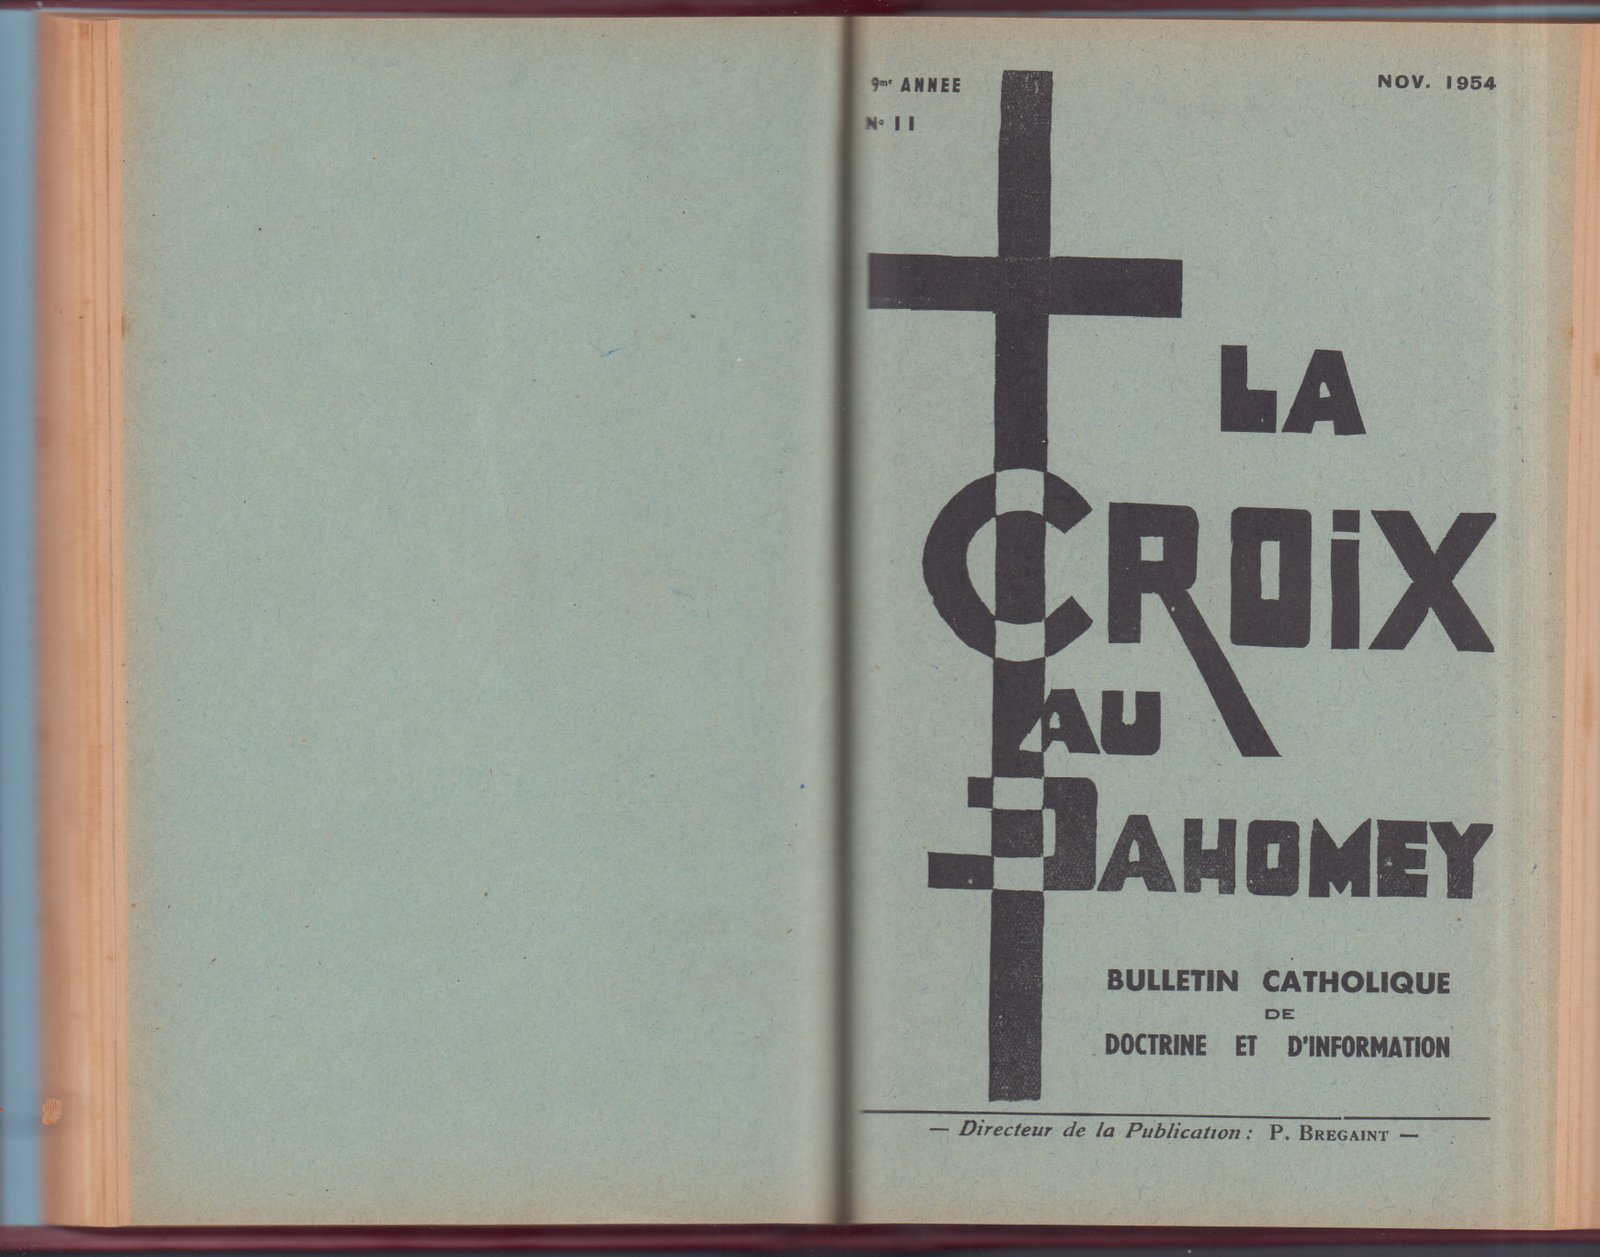 9me ANNEE
NOV. 1954
No 11
LA
CROiX
AU
DAHOMEY
BULLETIN CATHOLIQUE
DE
DOCTRINE ET D'INFORMATION
— Directeur de la Publication : P. BREGAINT —